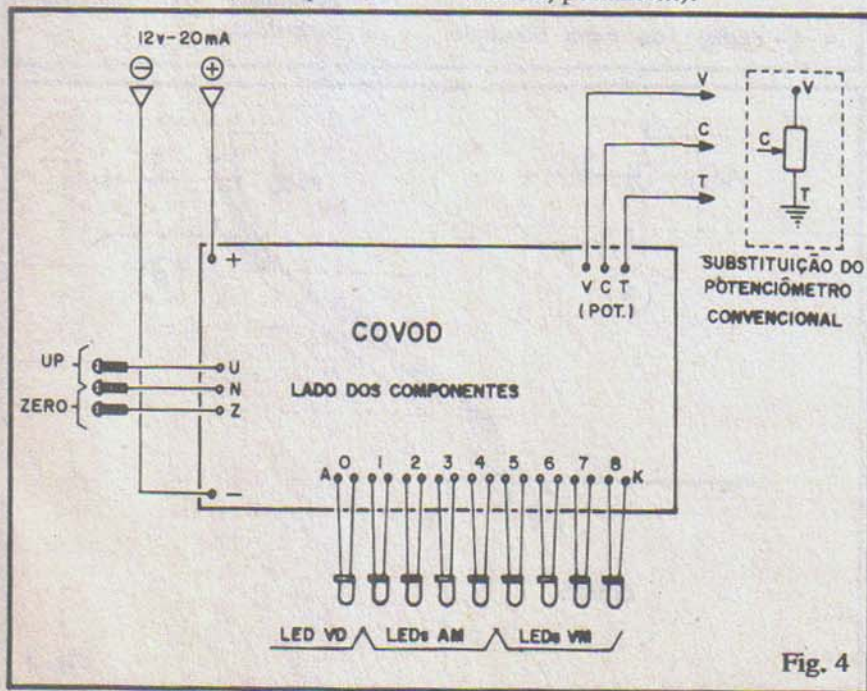 12v-20mA
⊖ ⊕
V
C
T
V
C
T
SUBSTITUIÇÃO DO
POTENCIÔMETRO
CONVENCIONAL
+
V C T
(POT.)
COVOD
LADO DOS COMPONENTES
UP
ZERO
U
N
Z
-
A 0 1 2 3 4 5 6 7 8 K
LED VD LEDs AM LEDs VM
Fig. 4